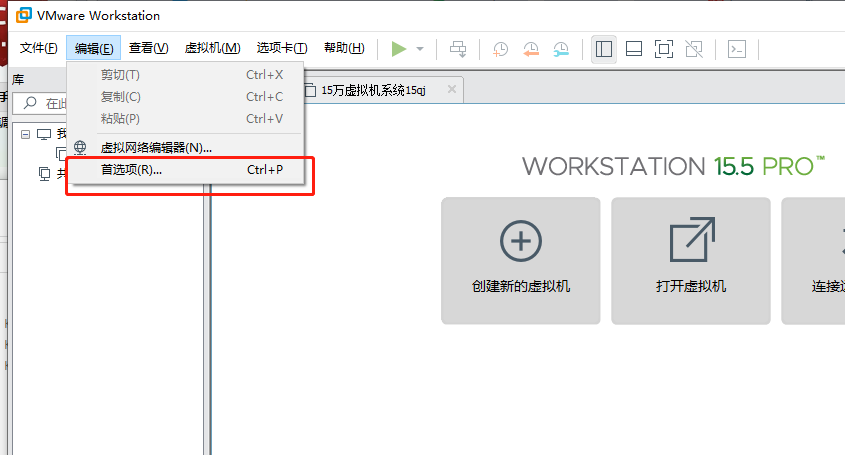 VMware Workstation
文件(F) 编辑(E) 查看(V) 虚拟机(M) 选项卡(T) 帮助(H)
库
剪切(T) Ctrl+X
复制(C) Ctrl+C
粘贴(P) Ctrl+V
虚拟网络编辑器(N)...
首选项(R)... Ctrl+P
在此
我
共
15万虚拟机系统15qj
WORKSTATION 15.5 PRO™
创建新的虚拟机
打开虚拟机
连接